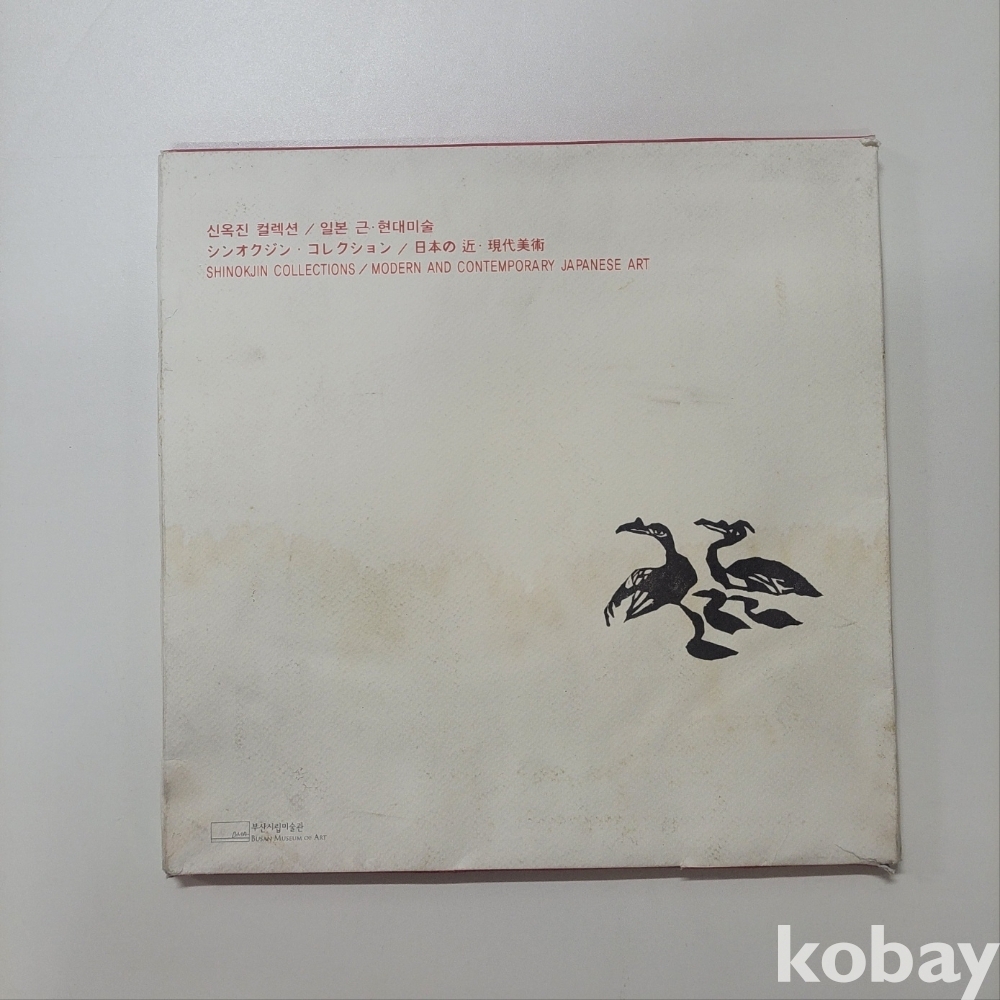 신옥진 컬렉션 / 일본 근·현대미술
シンオクジン・コレクション / 日本の 近・現代美術
SHINOKJIN COLLECTIONS / MODERN AND CONTEMPORARY JAPANESE ART
부산시립미술관
BUSAN MUSEUM OF ART
kobay